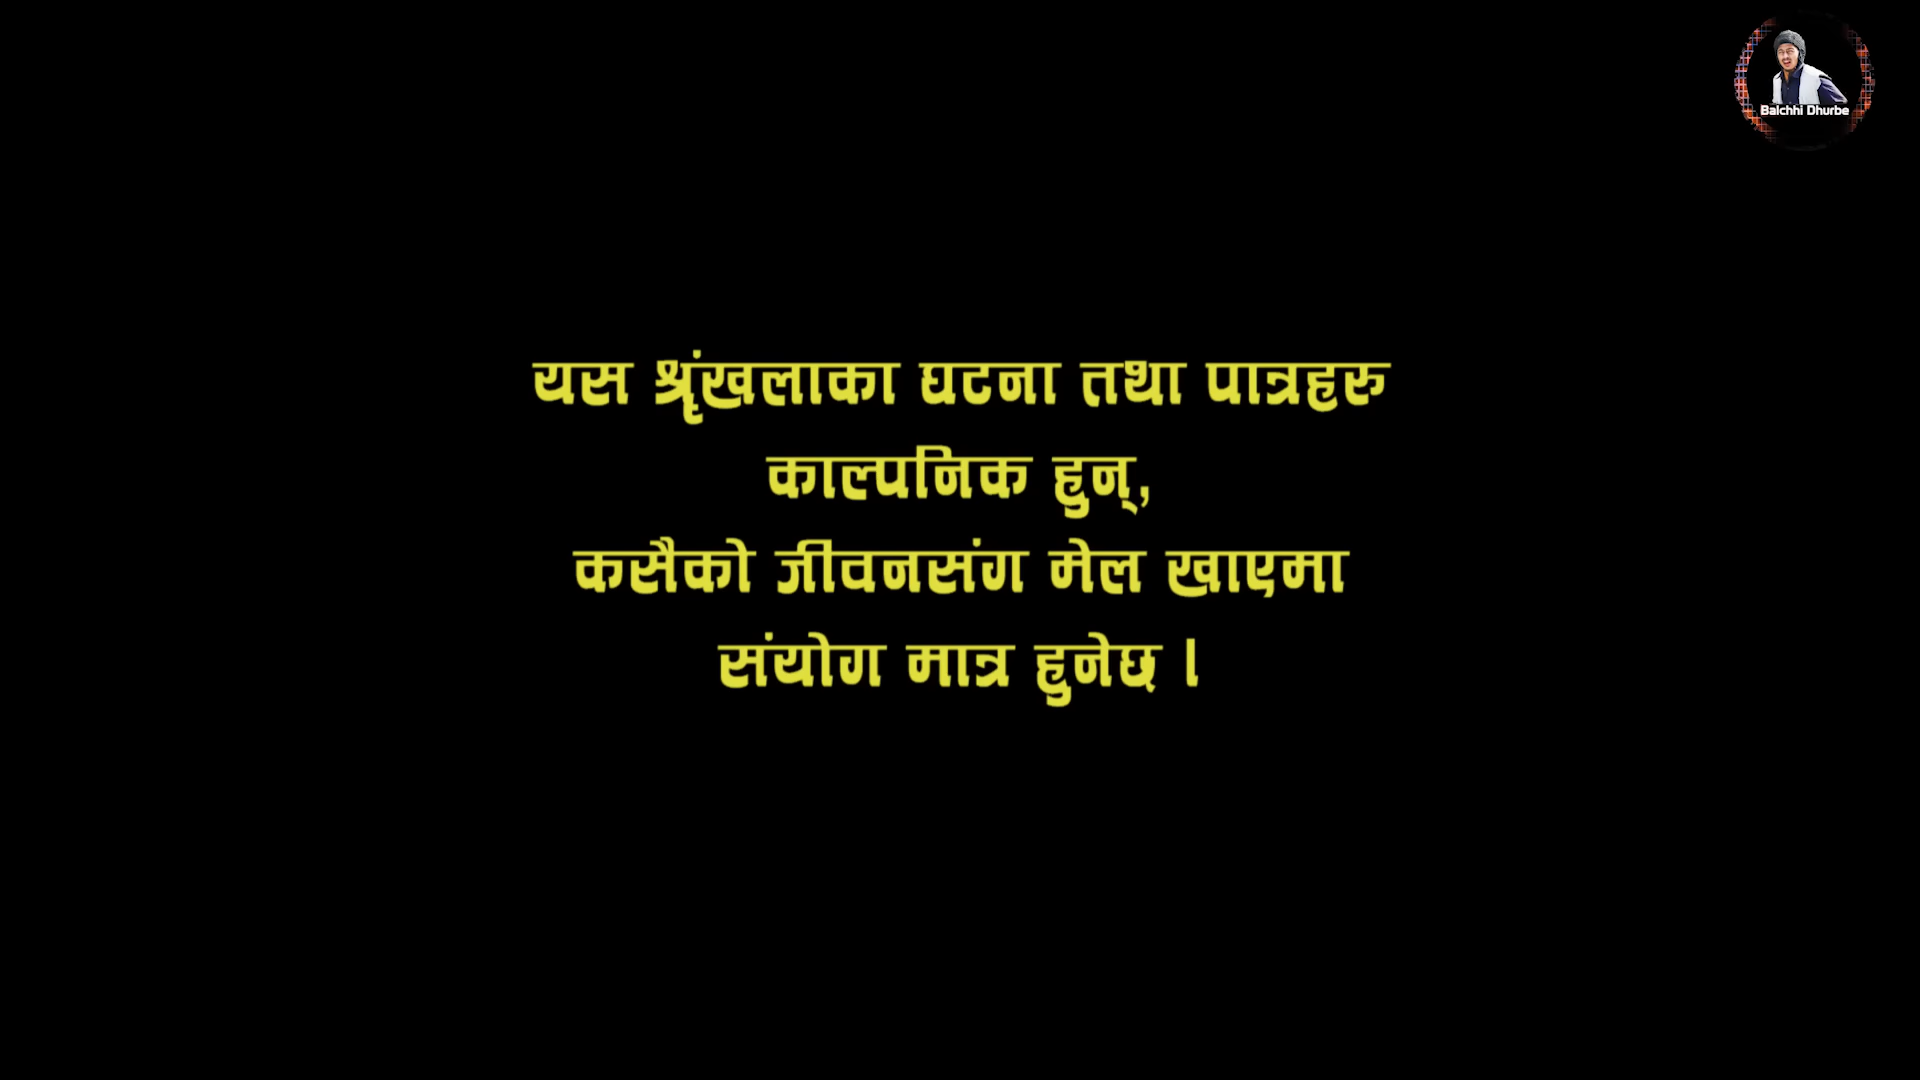 Balchhi Dhurbe
यस श्रृंखलाका घटना तथा पात्रहरु
काल्पनिक हुन्,
कसैको जीवनसंग मेल खाएमा
संयोग मात्र हुनेछ ।